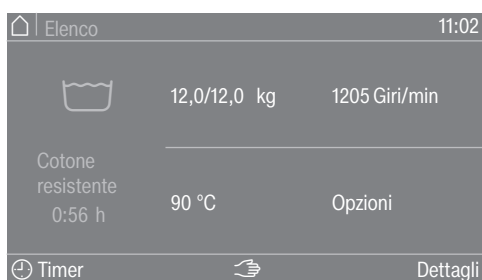 Elenco 11:02
12,0/12,0 kg 1205 Giri/min
Cotone
resistente
0:56 h
90 °C Opzioni
Timer Dettagli